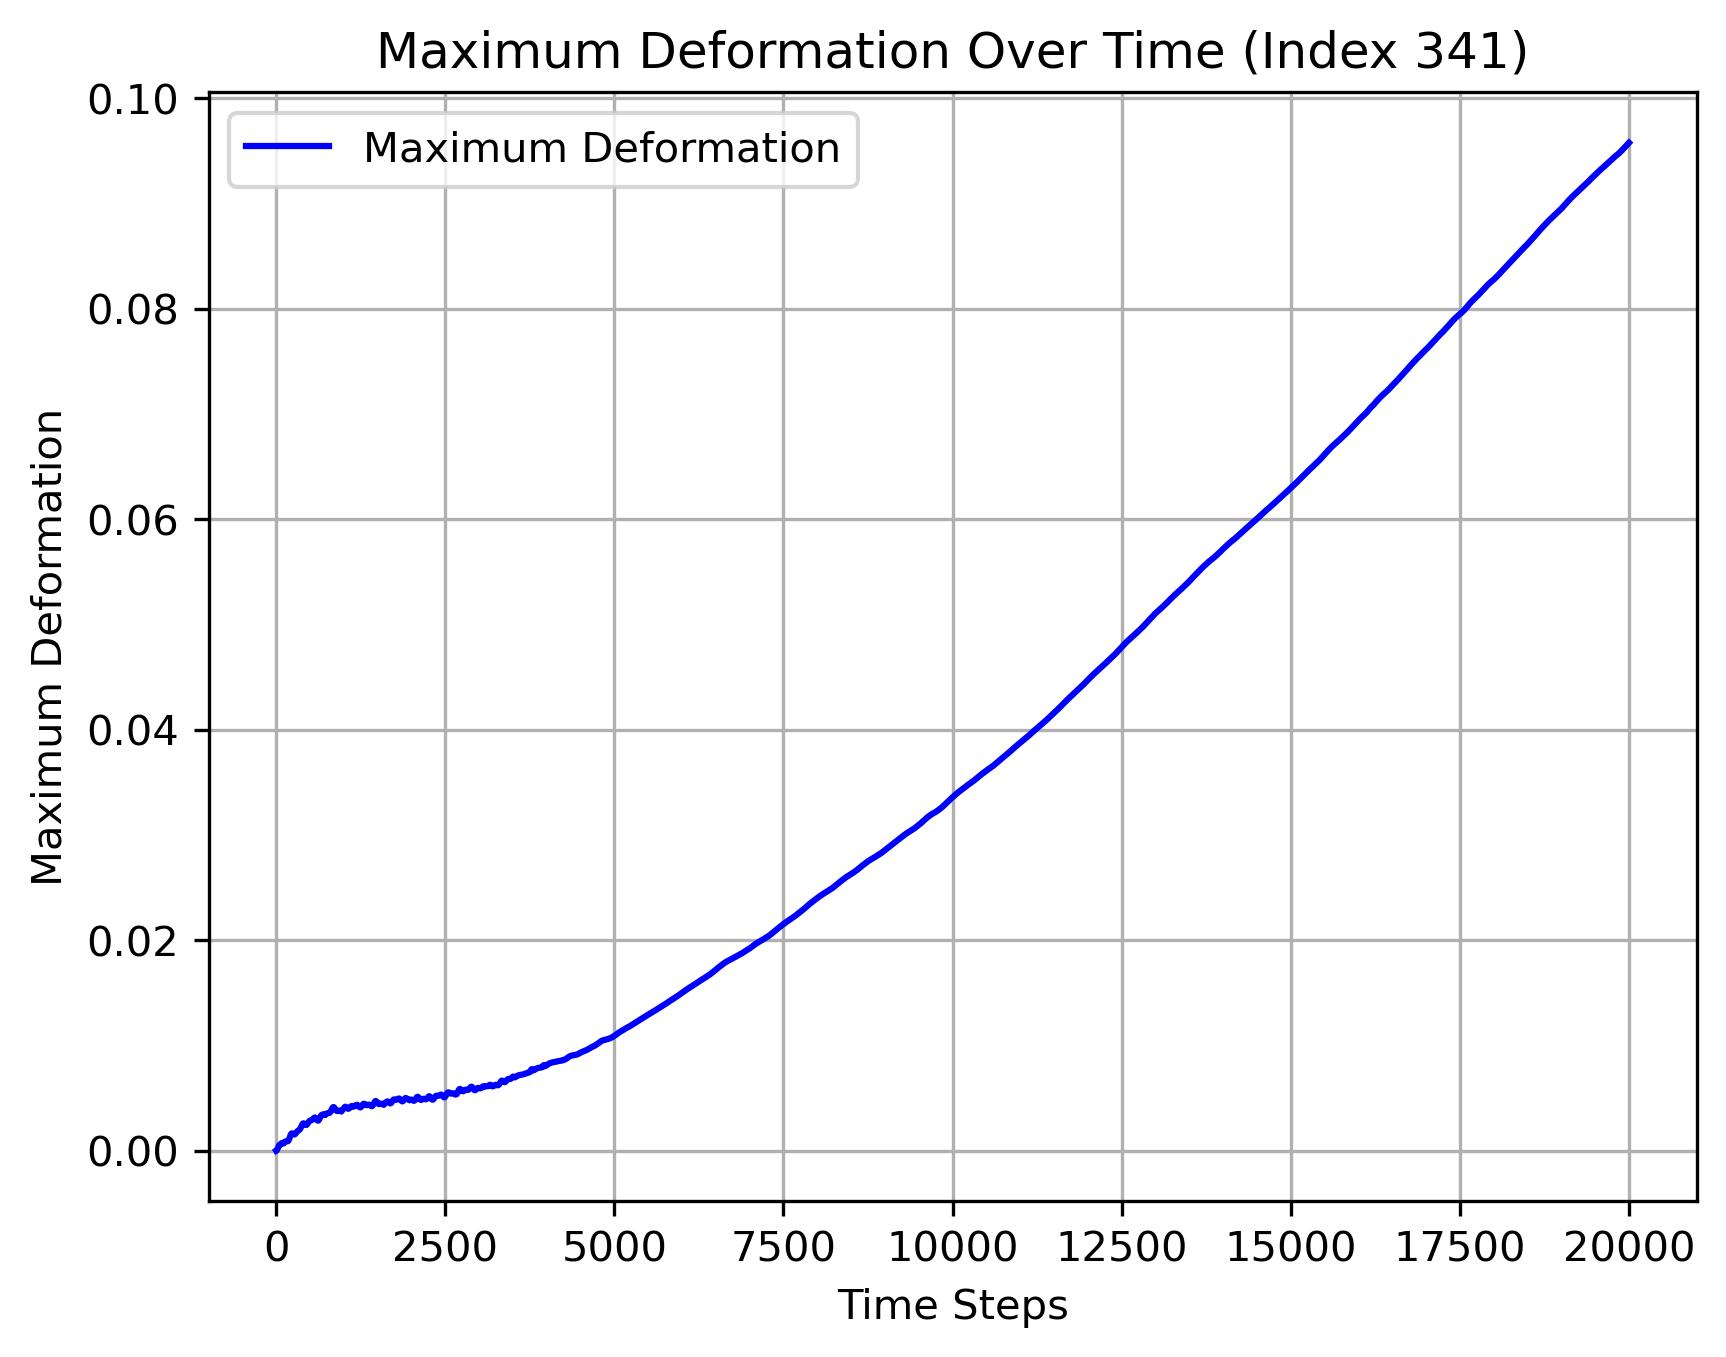 Maximum Deformation Over Time (Index 341)
Maximum Deformation
0.10
0.08
0.06
0.04
0.02
0.00
Maximum Deformation
0 2500 5000 7500 10000 12500 15000 17500 20000
Time Steps